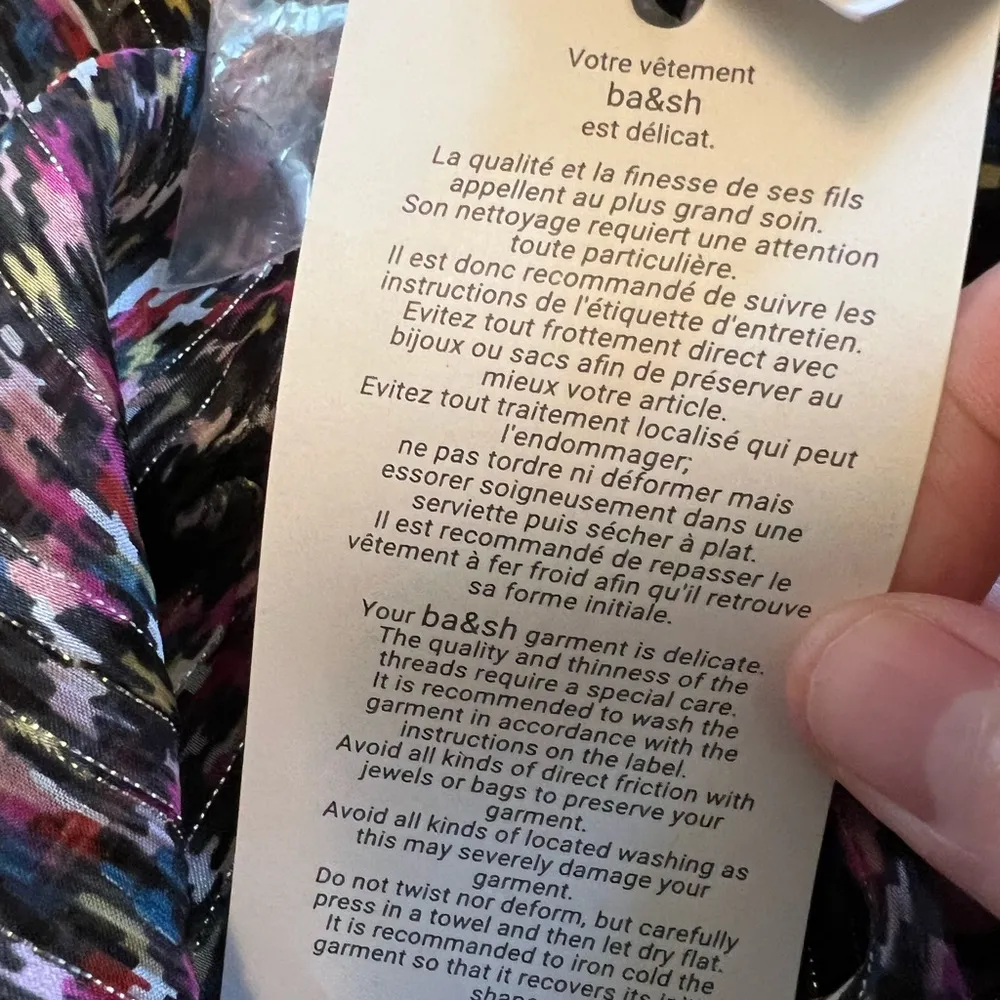 Votre vêtement
ba&sh
est délicat.
La qualité et la finesse de ses fils
appellent au plus grand soin.
Son nettoyage requiert une attention
toute particulière.
Il est donc recommandé de suivre les
instructions de l'étiquette d'entretien.
Evitez tout frottement direct avec
bijoux ou sacs afin de préserver au
mieux votre article.
Evitez tout traitement localisé qui peut
l'endommager;
ne pas tordre ni déformer mais
essorer soigneusement dans une
serviette puis sécher à plat.
Il est recommandé de repasser le
vêtement à fer froid afin qu'il retrouve
sa forme initiale.
Your ba&sh garment is delicate.
The quality and thinness of the
threads require a special care.
It is recommended to wash the
garment in accordance with the
instructions on the label.
Avoid all kinds of direct friction with
jewels or bags to preserve your
garment.
Avoid all kinds of located washing as
this may severely damage your
garment.
Do not twist nor deform, but carefully
press in a towel and then let dry flat.
It is recommanded to iron cold the
garment so that it recovers its